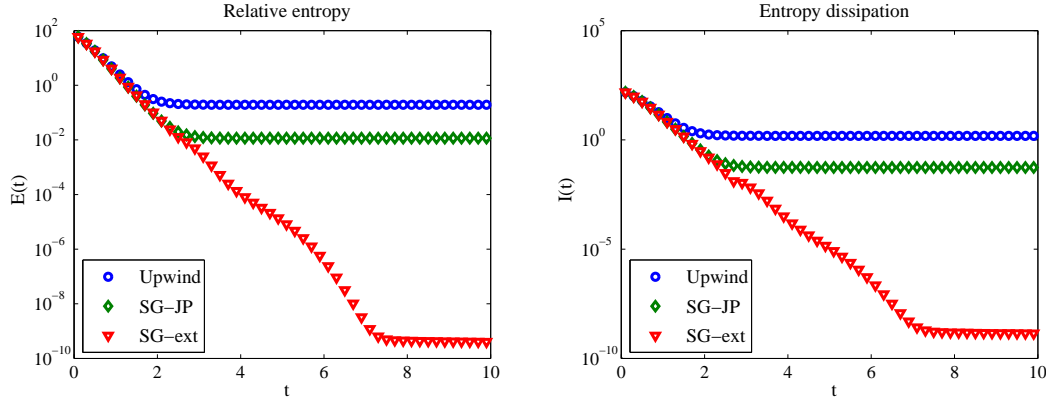 Relative entropy
10^2
10^0
10^−2
10^−4
10^−6
10^−8
10^−10
E(t)
0 2 4 6 8 10
t
Upwind
SG−JP
SG−ext
Entropy dissipation
10^5
10^0
10^−5
10^−10
I(t)
0 2 4 6 8 10
t
Upwind
SG−JP
SG−ext